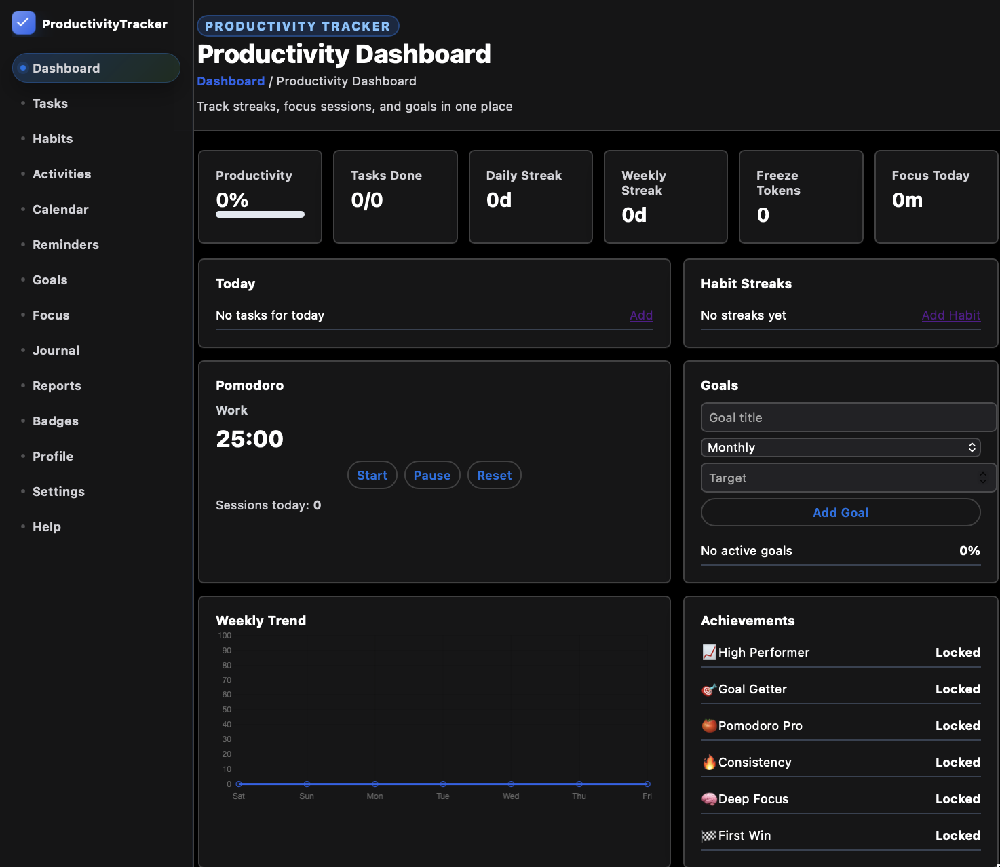 ProductivityTracker
Dashboard
Tasks
Habits
Activities
Calendar
Reminders
Goals
Focus
Journal
Reports
Badges
Profile
Settings
Help
PRODUCTIVITY TRACKER
Productivity Dashboard
Dashboard / Productivity Dashboard
Track streaks, focus sessions, and goals in one place
Productivity
0%
Tasks Done
0/0
Daily Streak
0d
Weekly
Streak
0d
Freeze
Tokens
0
Focus Today
0m
Today
No tasks for today Add
Habit Streaks
No streaks yet Add Habit
Pomodoro
Work
25:00
Start Pause Reset
Sessions today: 0
Goals
Goal title
Monthly
Target
Add Goal
No active goals 0%
Weekly Trend
100
90
80
70
60
50
40
30
20
10
0
Sat Sun Mon Tue Wed Thu Fri
Achievements
High Performer Locked
Goal Getter Locked
Pomodoro Pro Locked
Consistency Locked
Deep Focus Locked
First Win Locked